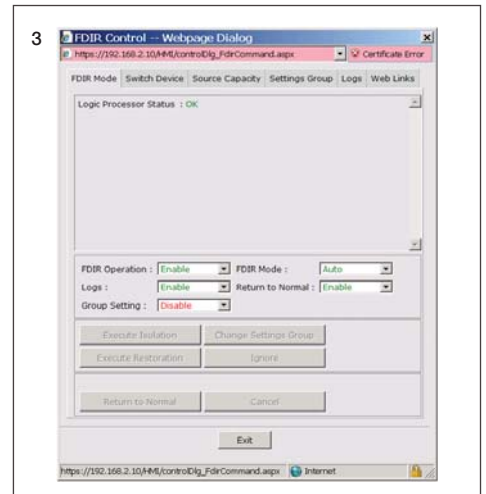 3
FDIR Control -- Webpage Dialog
https://192.168.2.10/HMI/controlDlg_FdirCommand.aspx Certificate Error
FDIR Mode Switch Device Source Capacity Settings Group Logs Web Links
Logic Processor Status : OK
FDIR Operation : Enable FDIR Mode : Auto
Logs : Enable Return to Normal : Enable
Group Setting : Disable
Execute Isolation Change Settings Group
Execute Restoration Ignore
Return to Normal Cancel
Exit
https://192.168.2.10/HMI/controlDlg_FdirCommand.aspx Internet